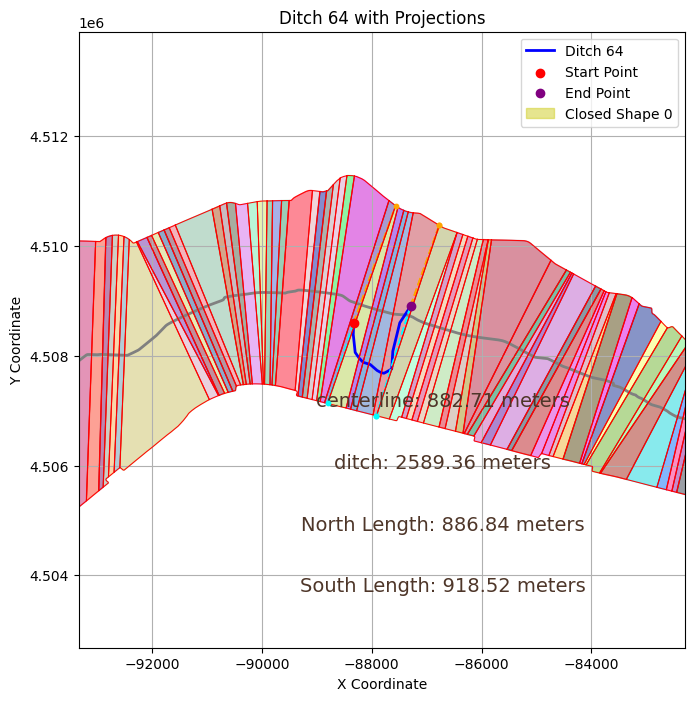 Ditch 64 with Projections
1e6
Ditch 64
Start Point
End Point
Closed Shape 0
4.512
4.510
4.508
4.506
4.504
Y Coordinate
centerline: 882.71 meters
ditch: 2589.36 meters
North Length: 886.84 meters
South Length: 918.52 meters
−92000 −90000 −88000 −86000 −84000
X Coordinate